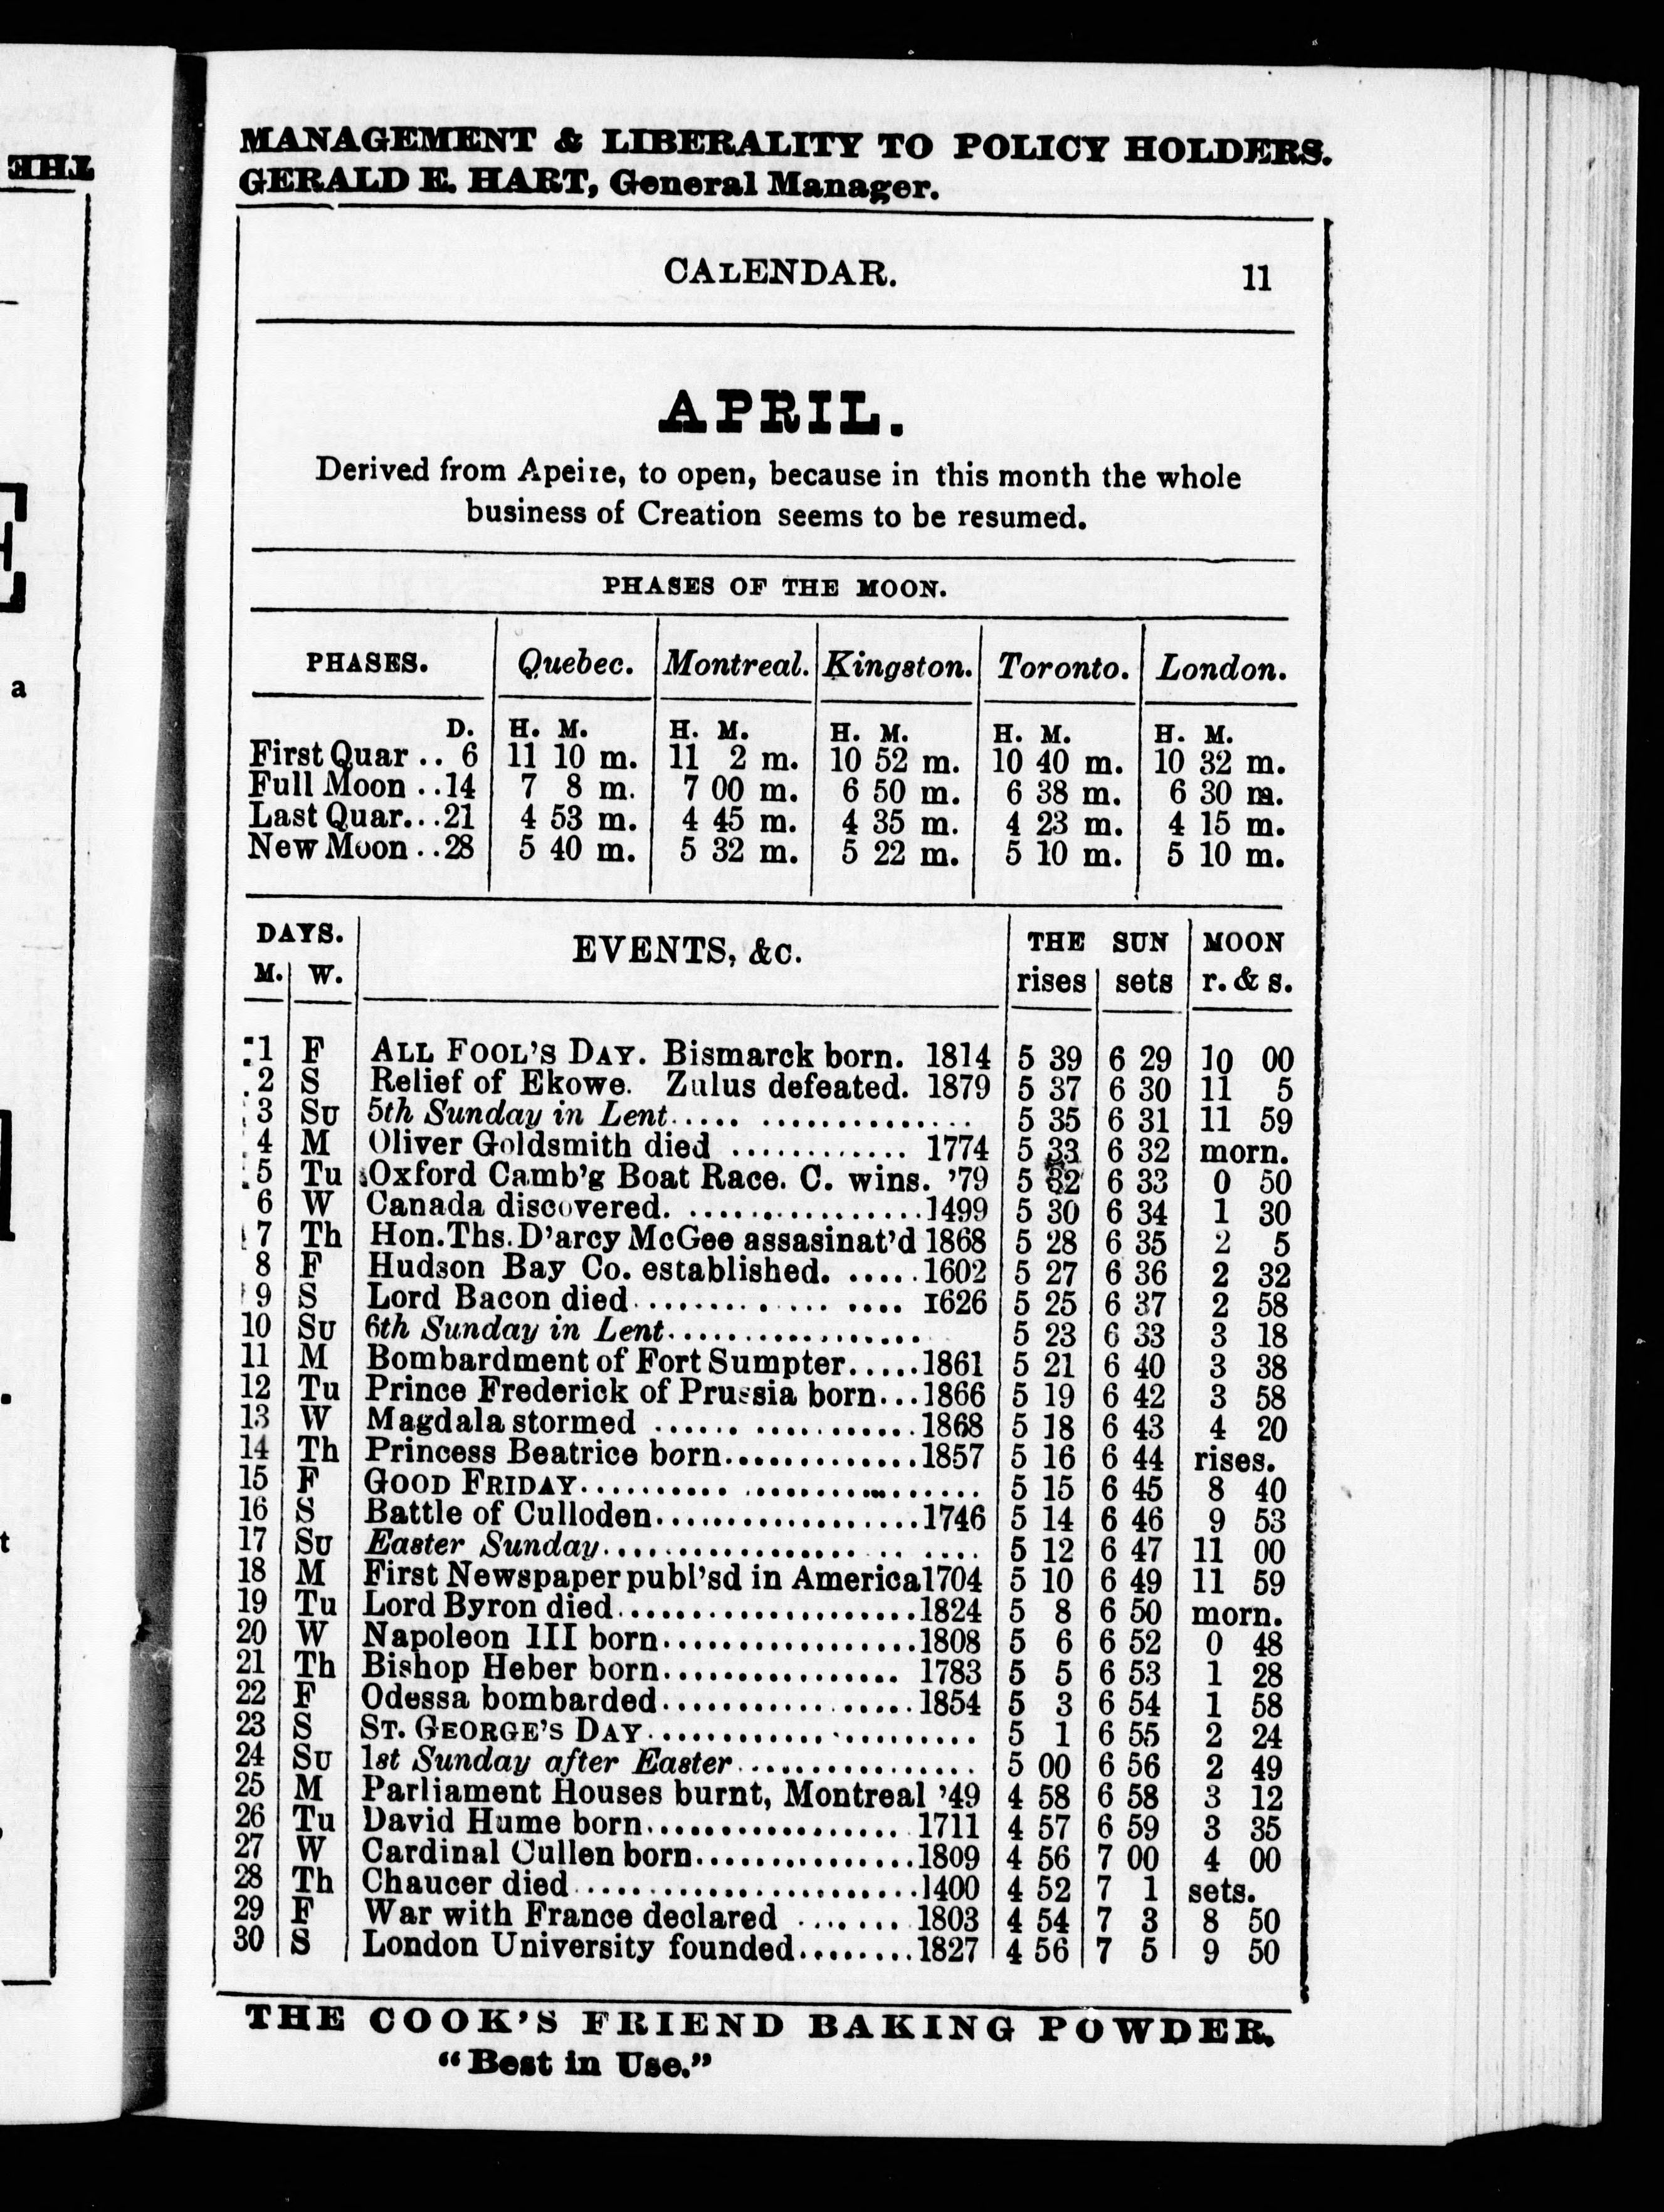 MANAGEMENT & LIBERALITY TO POLICY HOLDERS.
GERALD E. HART, General Manager.
CALENDAR. 11
APRIL.
Derived from Apeire, to open, because in this month the whole
business of Creation seems to be resumed.
PHASES OF THE MOON.
PHASES. Quebec. Montreal. Kingston. Toronto. London.
D. H. M. H. M. H. M. H. M. H. M.
First Quar .. 6 11 10 m. 11 2 m. 10 52 m. 10 40 m. 10 32 m.
Full Moon ..14 7 8 m. 7 00 m. 6 50 m. 6 38 m. 6 30 m.
Last Quar...21 4 53 m. 4 45 m. 4 35 m. 4 23 m. 4 15 m.
New Moon ..28 5 40 m. 5 32 m. 5 22 m. 5 10 m. 5 10 m.
DAYS. EVENTS, &c. THE SUN MOON
M. W. rises sets r. & s.
1 F ALL FOOL'S DAY. Bismarck born. 1814 5 39 6 29 10 00
2 S Relief of Ekowe. Zulus defeated. 1879 5 37 6 30 11 5
3 SU 5th Sunday in Lent..... ............... 5 35 6 31 11 59
4 M Oliver Goldsmith died ............ 1774 5 33 6 32 morn.
5 Tu Oxford Camb'g Boat Race. C. wins. '79 5 32 6 33 0 50
6 W Canada discovered. ................1499 5 30 6 34 1 30
7 Th Hon.Ths.D'arcy McGee assasinat'd 1868 5 28 6 35 2 5
8 F Hudson Bay Co. established. .....1602 5 27 6 36 2 32
9 S Lord Bacon died............... .... 1626 5 25 6 37 2 58
10 SU 6th Sunday in Lent.................. 5 23 6 33 3 18
11 M Bombardment of Fort Sumpter.....1861 5 21 6 40 3 38
12 Tu Prince Frederick of Prussia born...1866 5 19 6 42 3 58
13 W Magdala stormed ...... ............1868 5 18 6 43 4 20
14 Th Princess Beatrice born..............1857 5 16 6 44 rises.
15 F GOOD FRIDAY.......... ................ 5 15 6 45 8 40
16 S Battle of Culloden...................1746 5 14 6 46 9 53
17 SU Easter Sunday.................... .. .... 5 12 6 47 11 00
18 M First Newspaper publ'sd in America1704 5 10 6 49 11 59
19 Tu Lord Byron died......................1824 5 8 6 50 morn.
20 W Napoleon III born..................1808 5 6 6 52 0 48
21 Th Bishop Heber born................. 1783 5 5 6 53 1 28
22 F Odessa bombarded...................1854 5 3 6 54 1 58
23 S ST. GEORGE'S DAY....................... 5 1 6 55 2 24
24 SU 1st Sunday after Easter................. 5 00 6 56 2 49
25 M Parliament Houses burnt, Montreal '49 4 58 6 58 3 12
26 Tu David Hume born.................. 1711 4 57 6 59 3 35
27 W Cardinal Cullen born...............1809 4 56 7 00 4 00
28 Th Chaucer died........................1400 4 52 7 1 sets.
29 F War with France declared ........1803 4 54 7 3 8 50
30 S London University founded........1827 4 56 7 5 9 50
THE COOK'S FRIEND BAKING POWDER.
"Best in Use."
THE
a
t